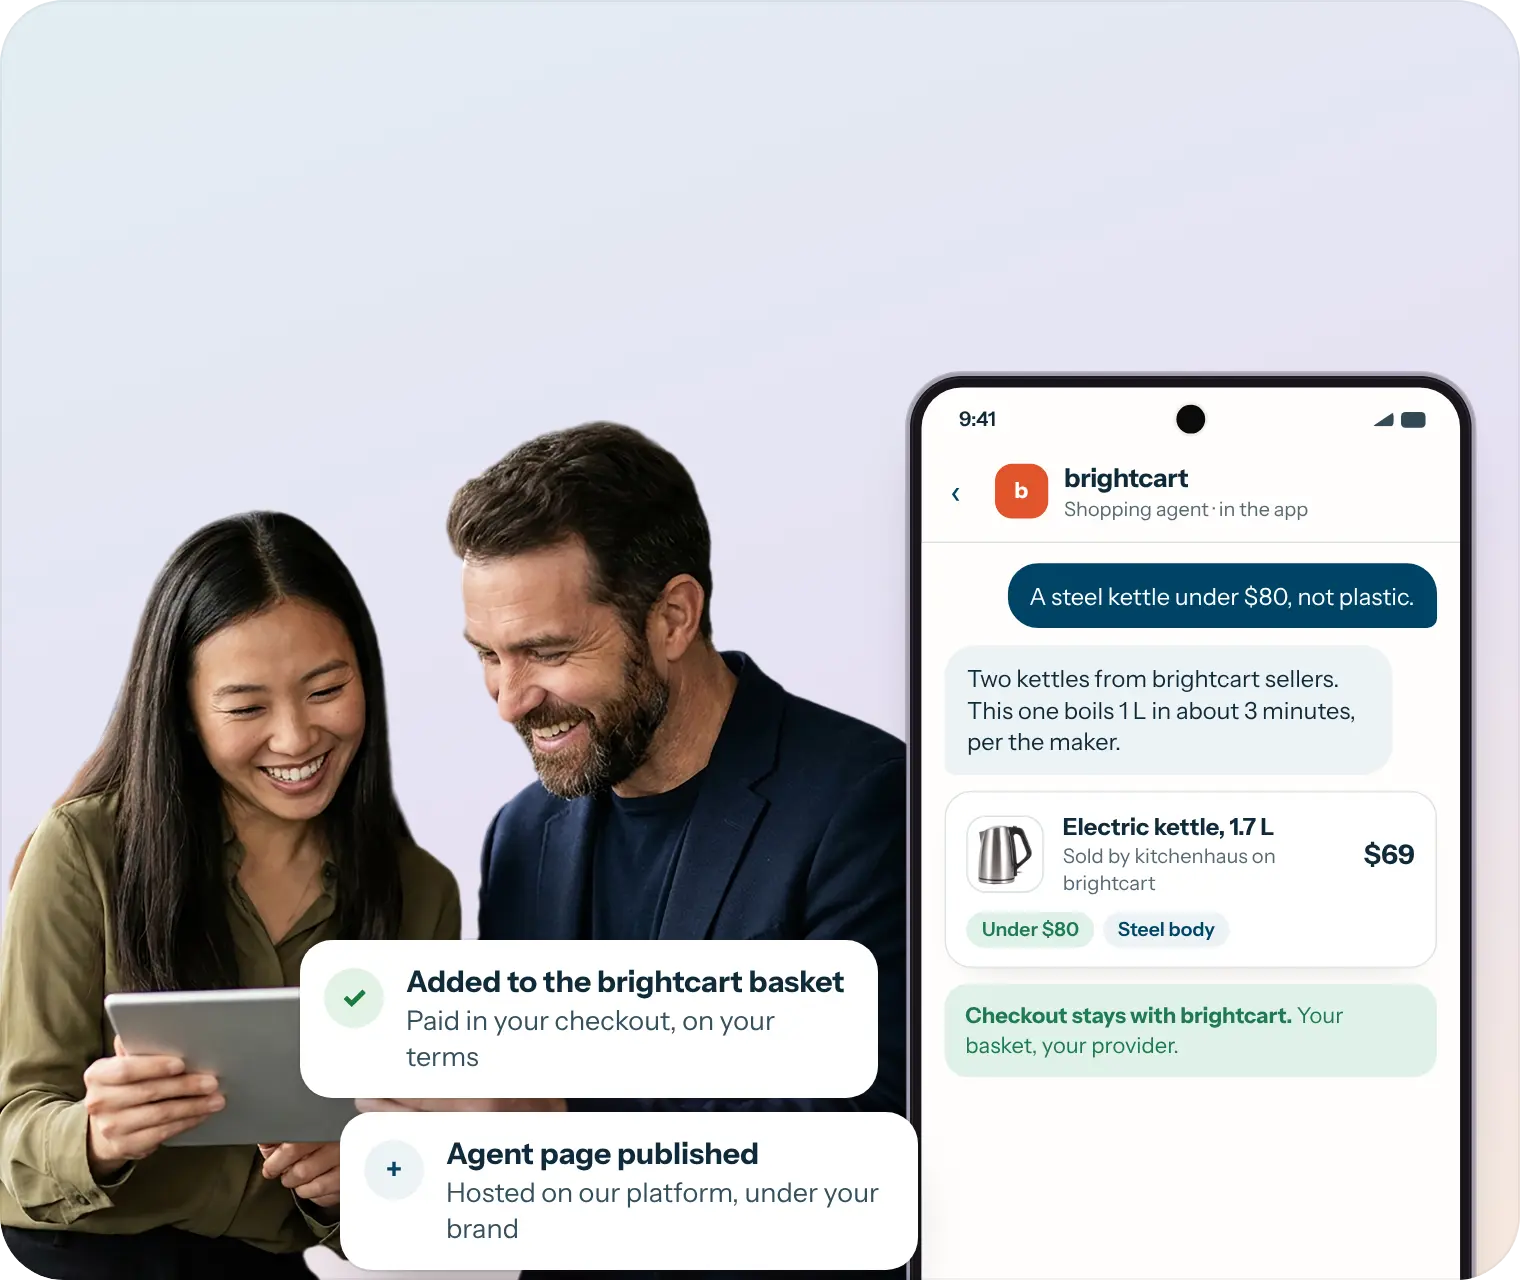 9:41
b
brightcart
Shopping agent · in the app
A steel kettle under $80, not plastic.
Two kettles from brightcart sellers.
This one boils 1 L in about 3 minutes,
per the maker.
Electric kettle, 1.7 L
Sold by kitchenhaus on
brightcart
$69
Under $80
Steel body
Checkout stays with brightcart. Your
basket, your provider.
Added to the brightcart basket
Paid in your checkout, on your
terms
Agent page published
Hosted on our platform, under your
brand